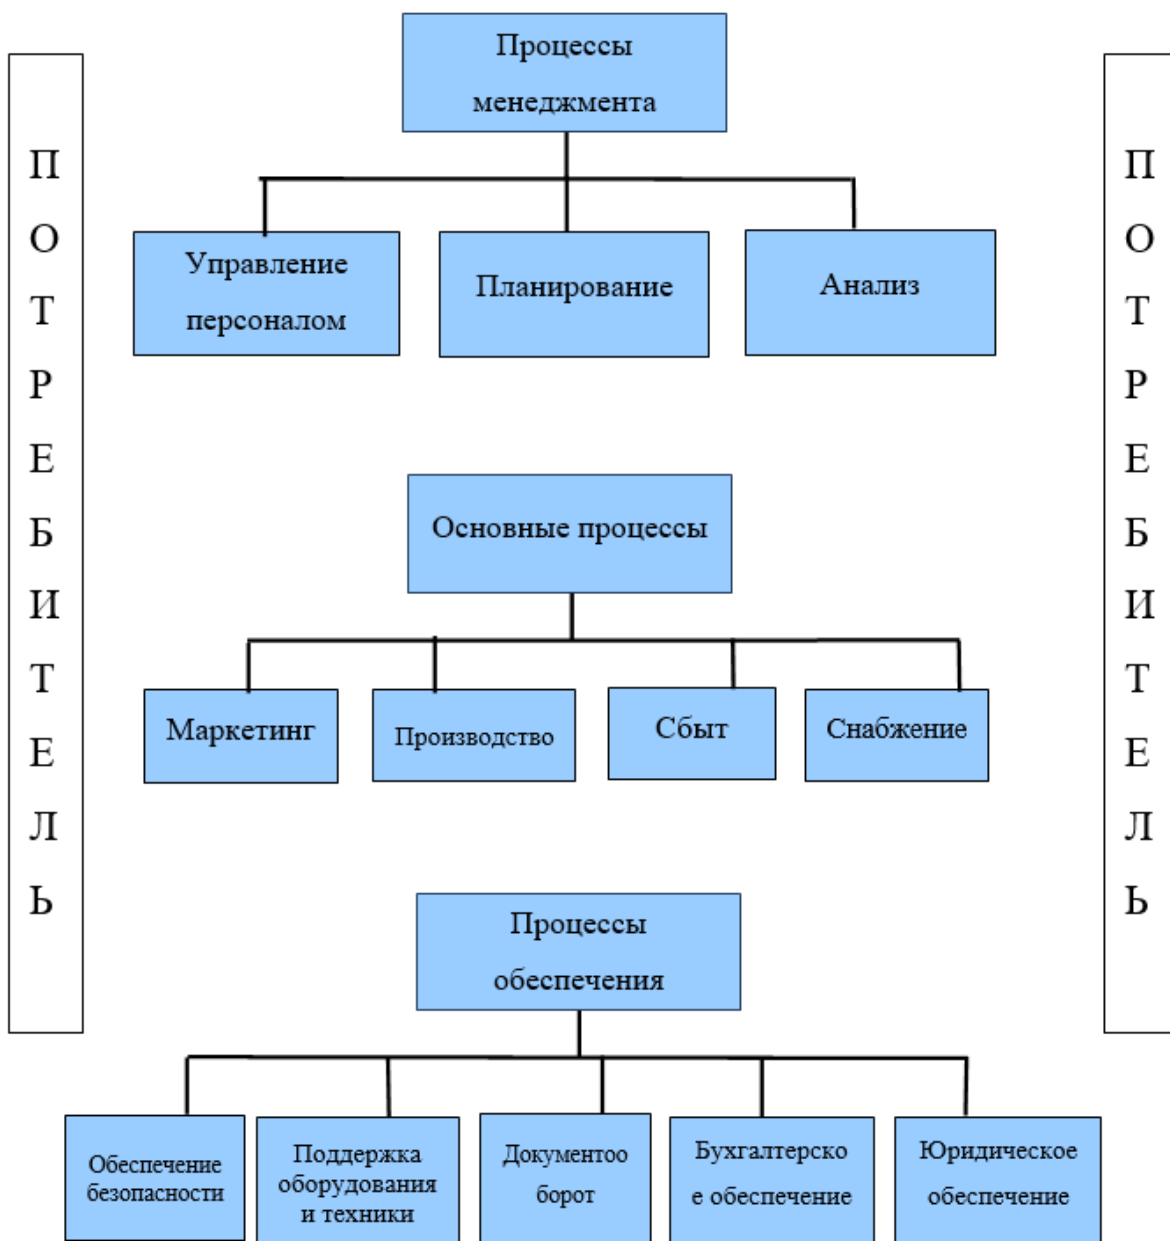 П
О
Т
Р
Е
Б
И
Т
Е
Л
Ь
Процессы
менеджмента
Управление
персоналом
Планирование
Анализ
Основные процессы
Маркетинг
Производство
Сбыт
Снабжение
Процессы
обеспечения
Обеспечение
безопасности
Поддержка
оборудования
и техники
Документоо
борот
Бухгалтерско
е обеспечение
Юридическое
обеспечение
П
О
Т
Р
Е
Б
И
Т
Е
Л
Ь